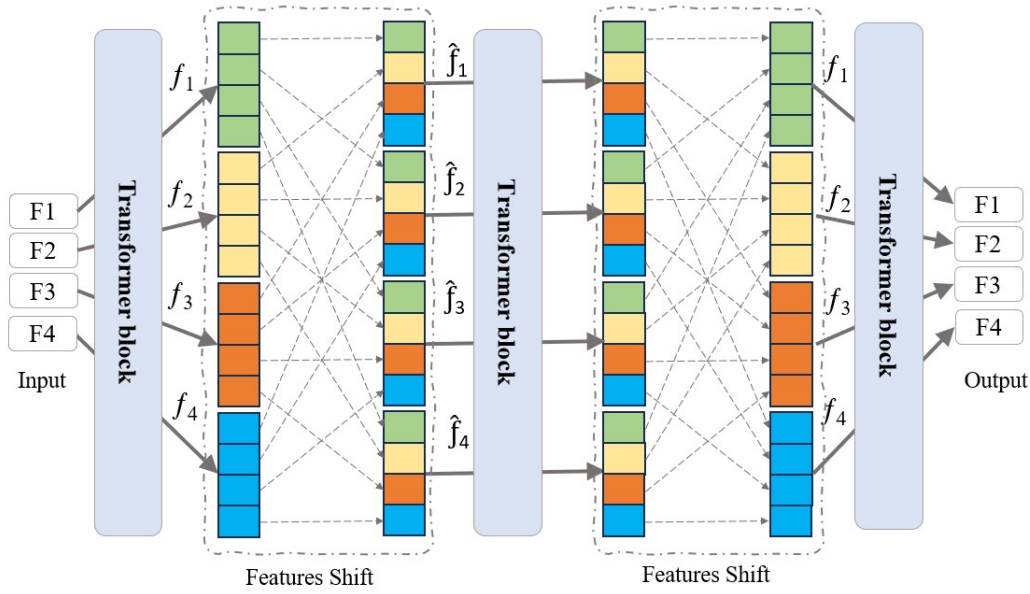 F1
F2
F3
F4
Input
Transformer block
f₁
f₂
f₃
f₄
Features Shift
f̂₁
f̂₂
f̂₃
f̂₄
Transformer block
Features Shift
f₁
f₂
f₃
f₄
Transformer block
F1
F2
F3
F4
Output